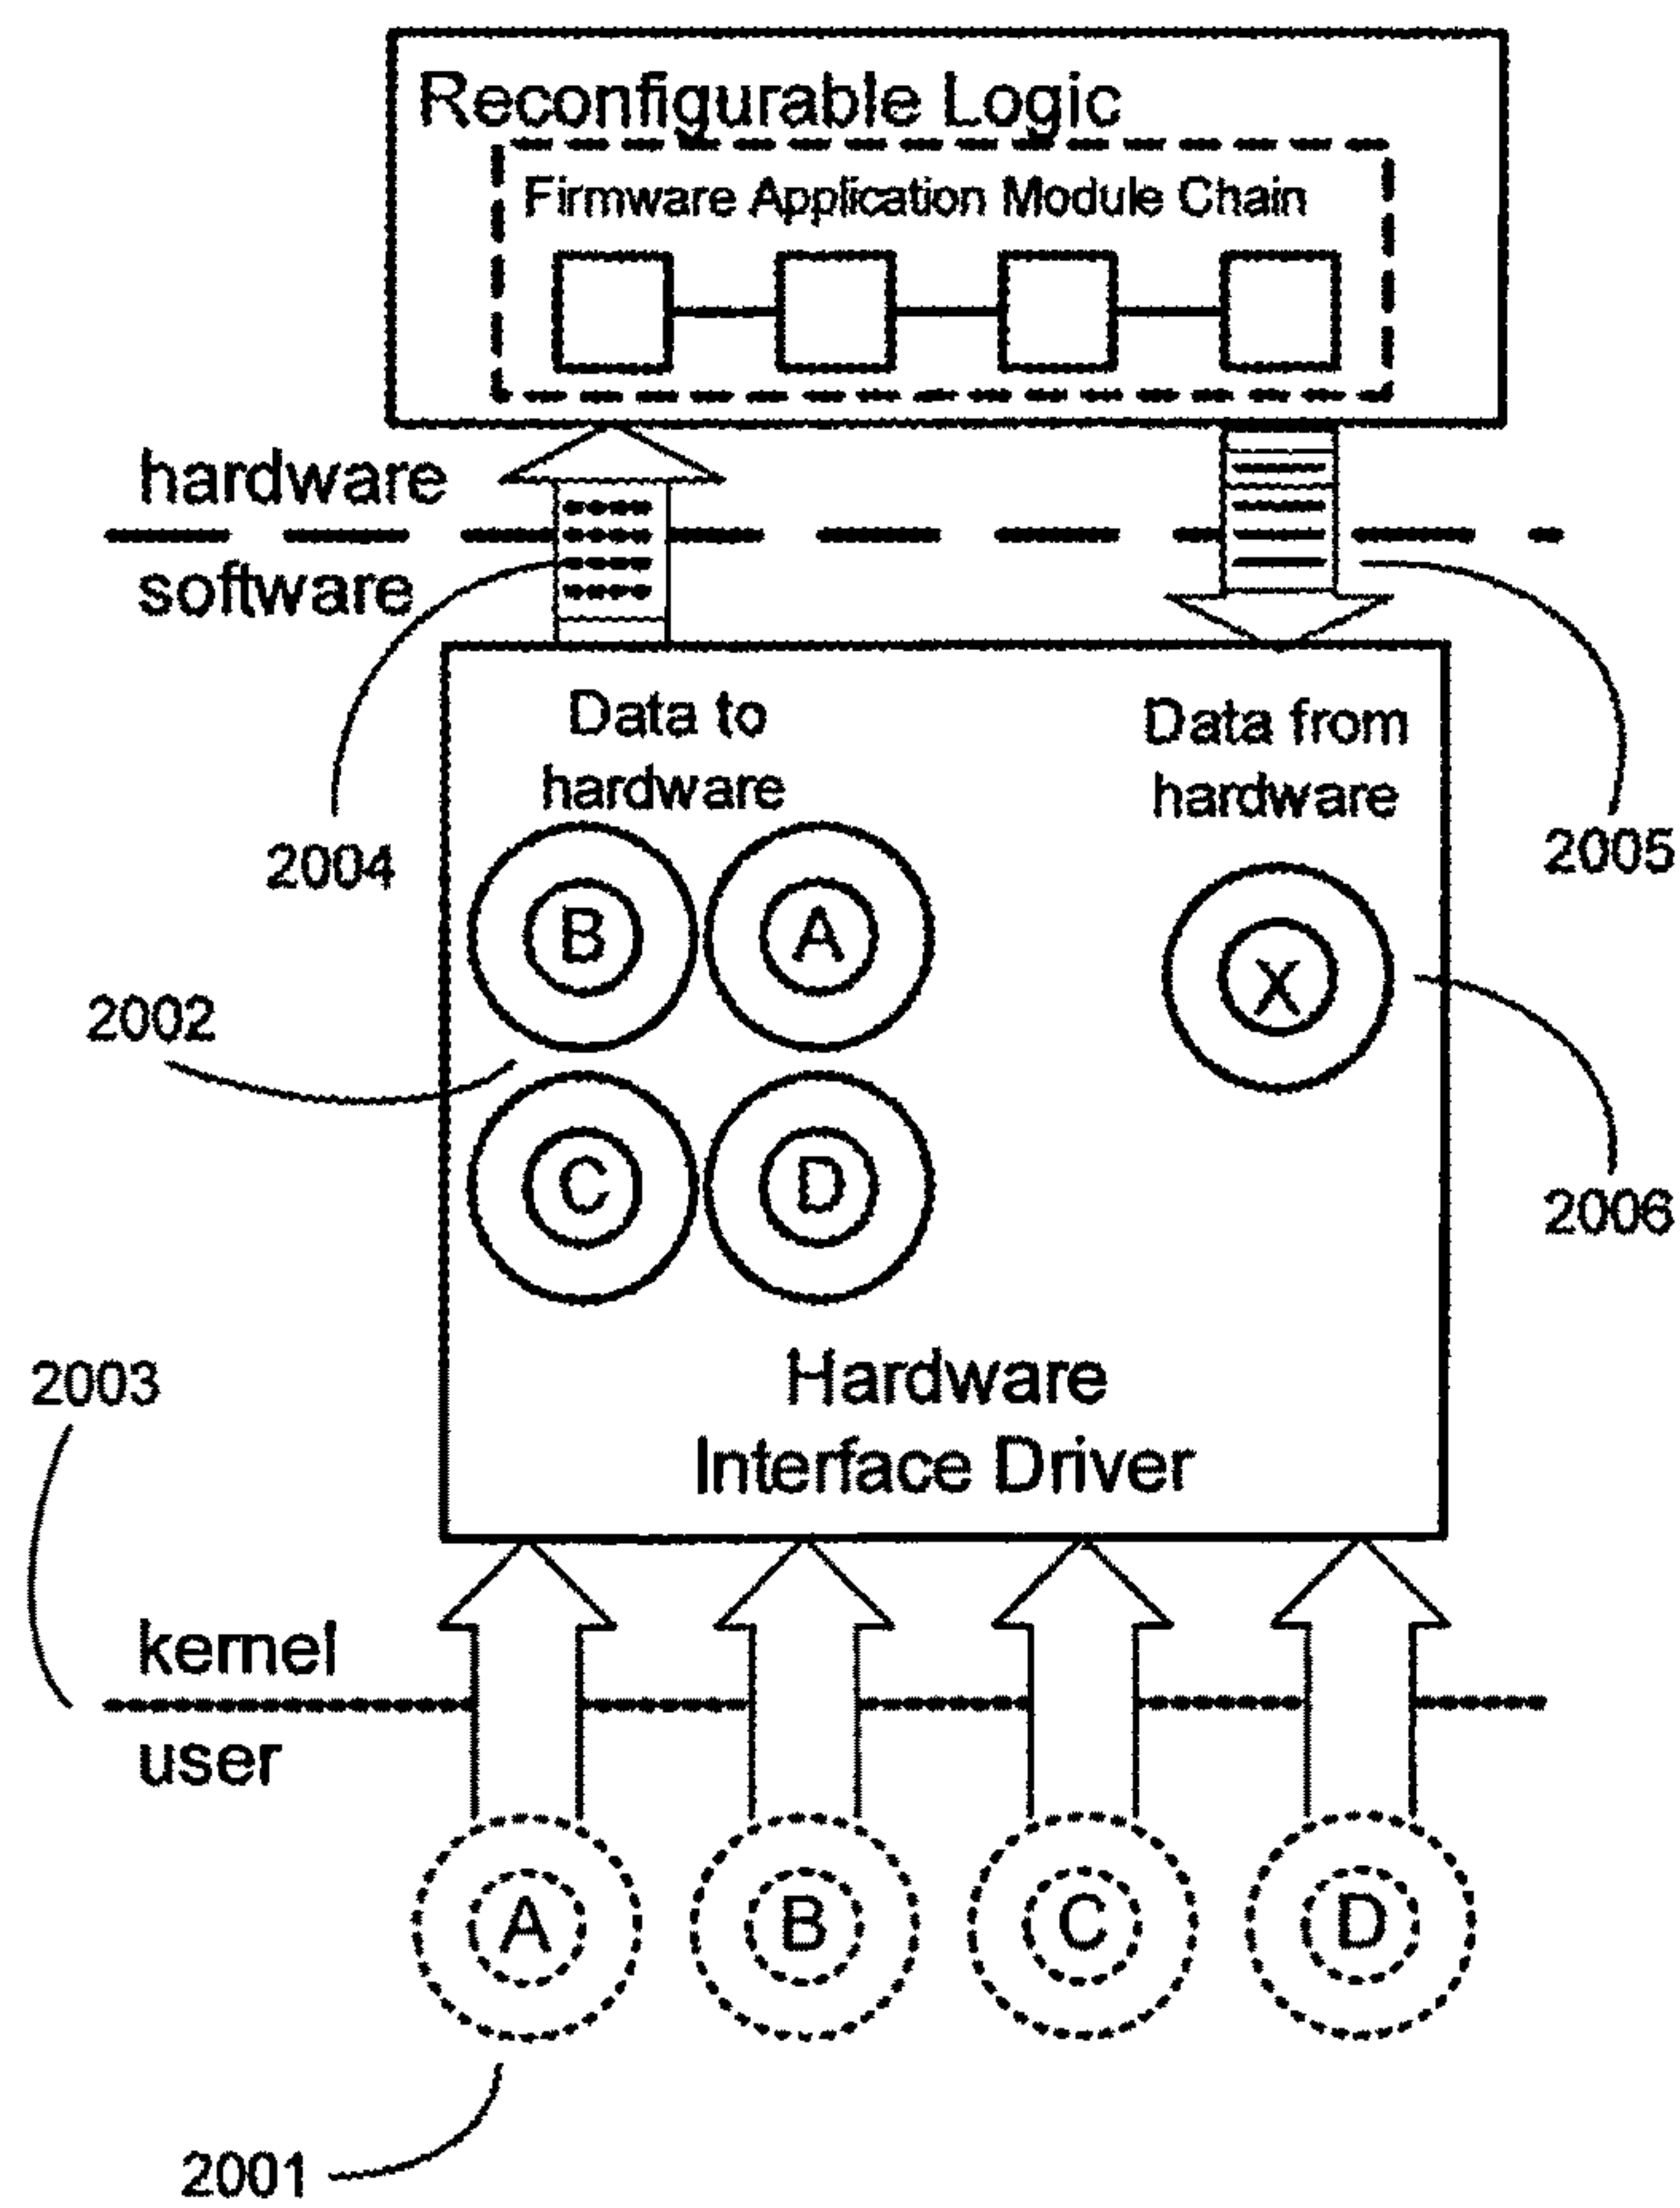 Reconfigurable Logic
Firmware Application Module Chain
hardware
software
Data to
hardware
Data from
hardware
2004
2005
B
A
X
2002
C
D
2006
Hardware
Interface Driver
2003
kernel
user
A
B
C
D
2001